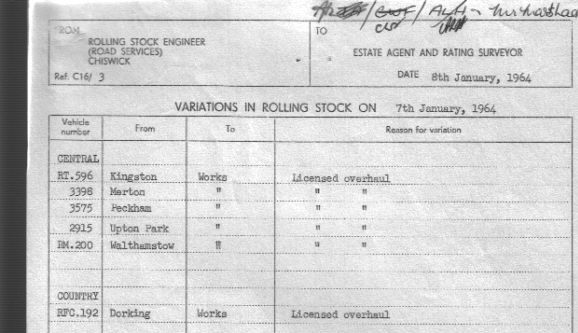 FROM TO
ROLLING STOCK ENGINEER
(ROAD SERVICES)
CHISWICK
ESTATE AGENT AND RATING SURVEYOR
Ref. C16/ 3
DATE 8th January, 1964
VARIATIONS IN ROLLING STOCK ON 7th January, 1964
Vehicle number From To Reason for variation
CENTRAL
RT.596 Kingston Works Licensed overhaul
3398 Merton " " "
3575 Peckham " " "
2915 Upton Park " " "
RM.200 Walthamstow " " "
COUNTRY
RFC.192 Dorking Works Licensed overhaul